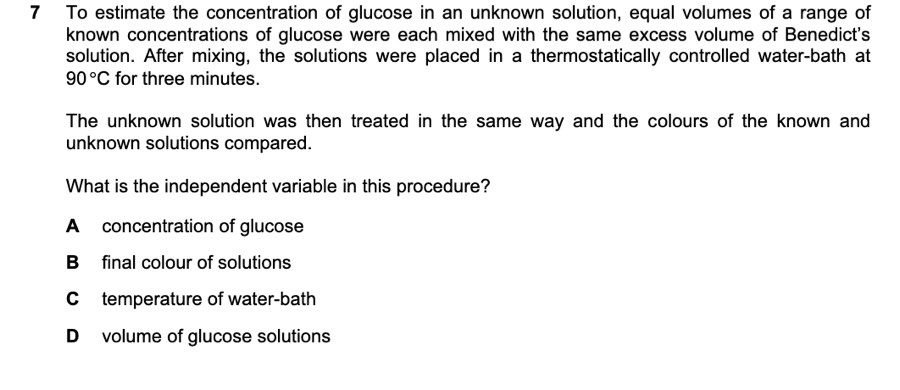 7 To estimate the concentration of glucose in an unknown solution, equal volumes of a range of
known concentrations of glucose were each mixed with the same excess volume of Benedict's
solution. After mixing, the solutions were placed in a thermostatically controlled water-bath at
90 °C for three minutes.
The unknown solution was then treated in the same way and the colours of the known and
unknown solutions compared.
What is the independent variable in this procedure?
A concentration of glucose
B final colour of solutions
C temperature of water-bath
D volume of glucose solutions